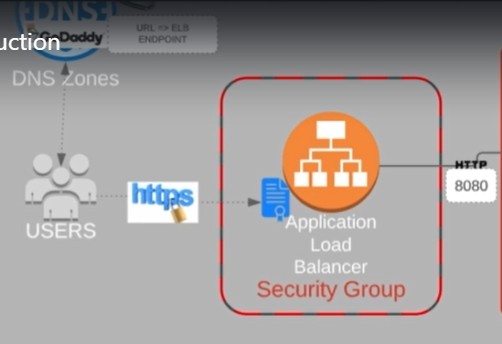 DNS
uction
GoDaddy
URL => ELB
ENDPOINT
DNS Zones
USERS
https
Application
Load
Balancer
Security Group
HTTP
8080